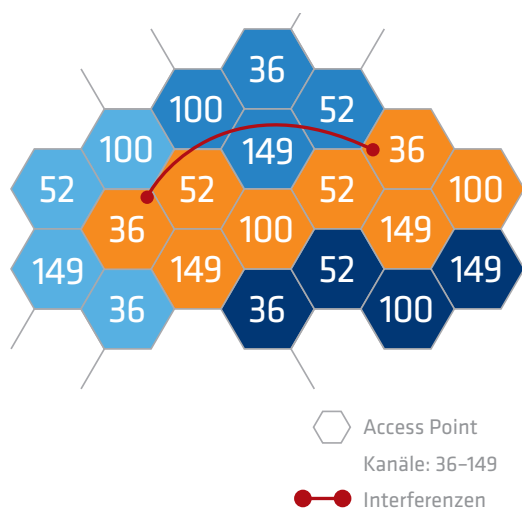 36
100 52
100 149 36
52 52 52 100
36 100 149
149 149 52 149
36 36 100
Access Point
Kanäle: 36–149
Interferenzen